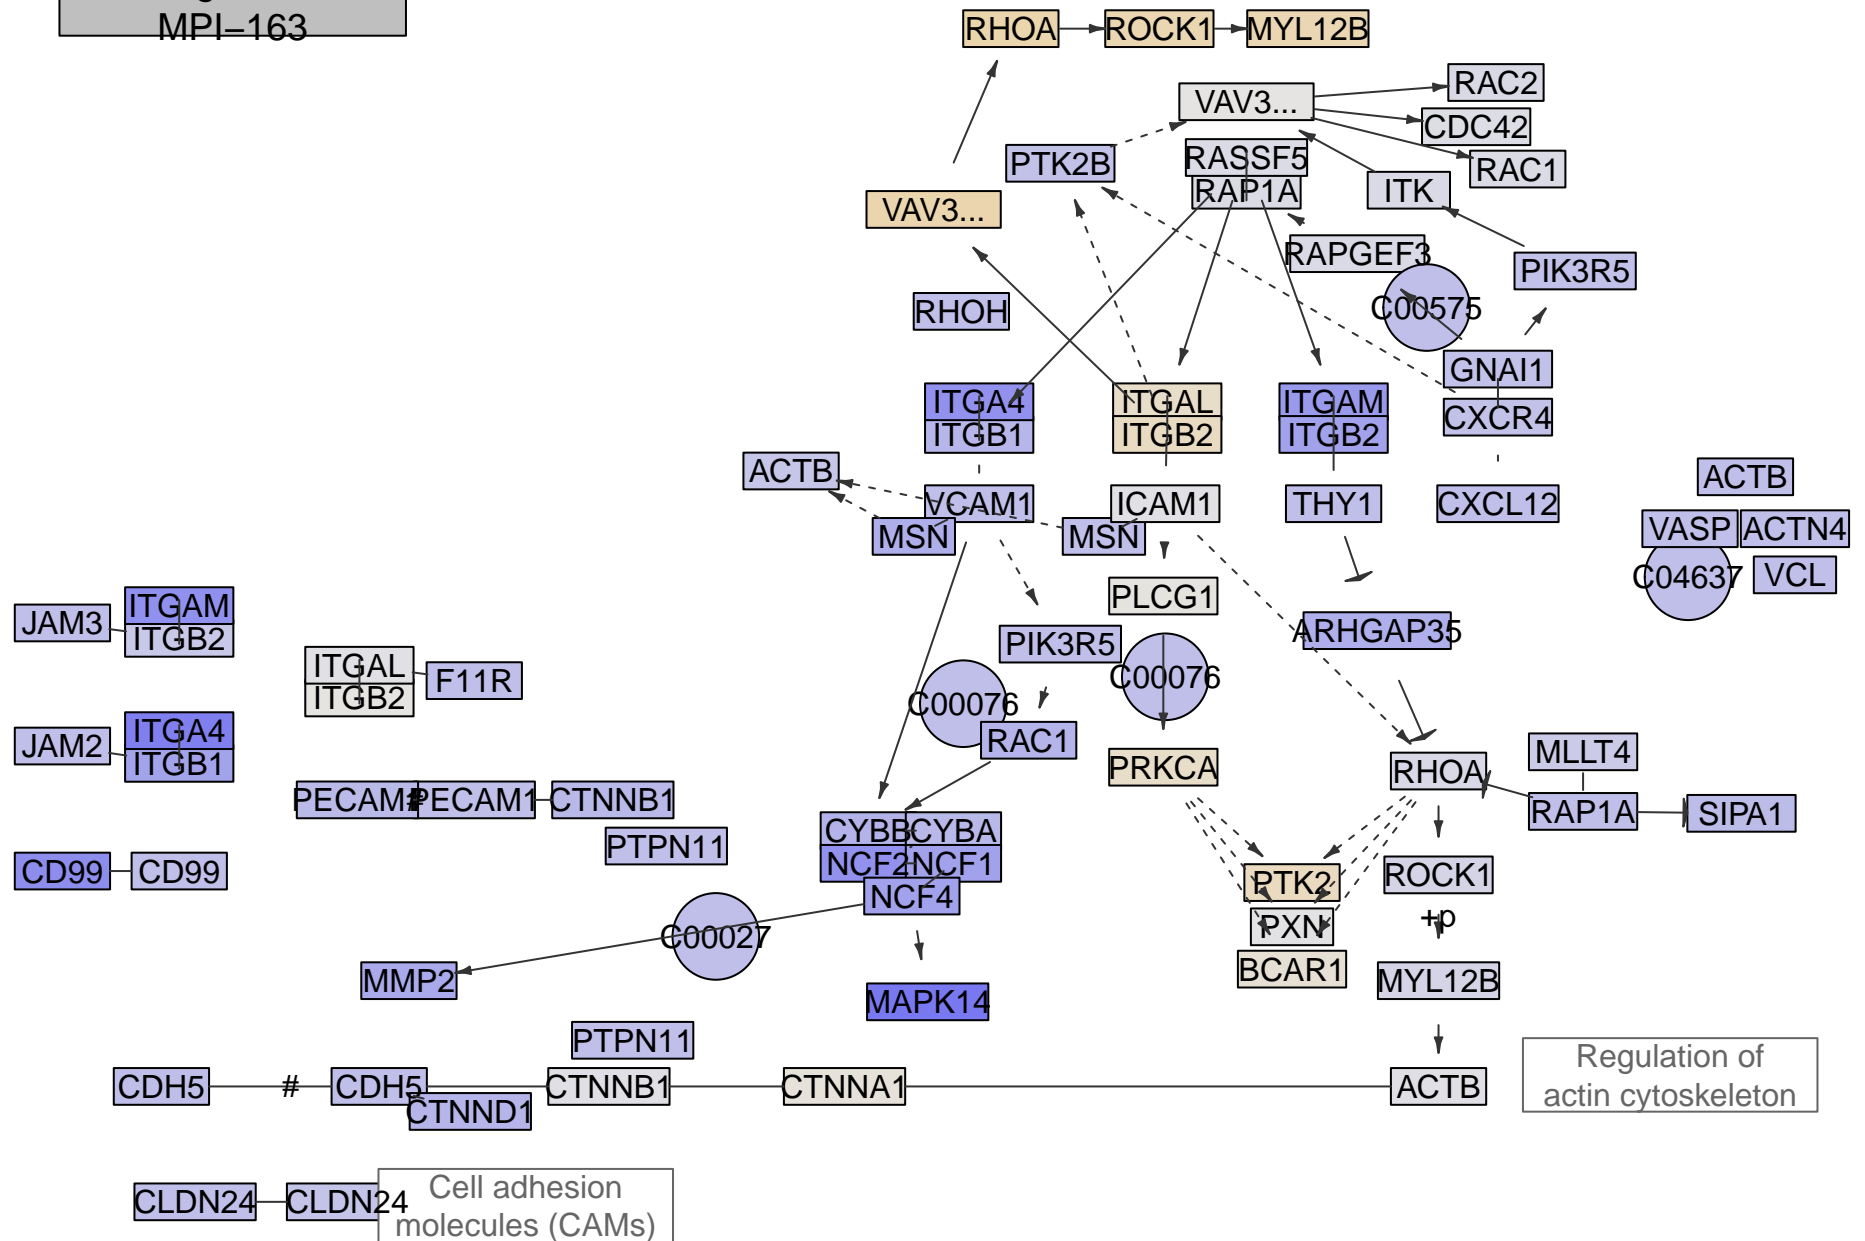 MPI−163
RHOA
ROCK1
MYL12B
RAC2
VAV3...
CDC42
RASSF5
PTK2B
RAC1
RAP1A
ITK
VAV3...
RAPGEF3
PIK3R5
RHOH
C00575
GNAI1
ITGA4
ITGAL
ITGAM
CXCR4
ITGB1
ITGB2
ITGB2
ACTB
ACTB
VCAM1
ICAM1
THY1
CXCL12
MSN
MSN
VASP
ACTN4
C04637
VCL
PLCG1
ITGAM
JAM3
ITGB2
ARHGAP35
PIK3R5
ITGAL
F11R
ITGB2
C00076
C00076
ITGA4
JAM2
ITGB1
RAC1
PRKCA
RHOA
MLLT4
PECAM1
#
PECAM1
CTNNB1
RAP1A
SIPA1
CYBB
CYBA
PTPN11
NCF2
NCF1
CD99
CD99
NCF4
PTK2
ROCK1
+p
C00027
PXN
BCAR1
MMP2
MYL12B
MAPK14
PTPN11
Regulation of
actin cytoskeleton
CDH5
#
CDH5
CTNNB1
CTNNA1
ACTB
CTNND1
CLDN24
CLDN24
Cell adhesion
molecules (CAMs)